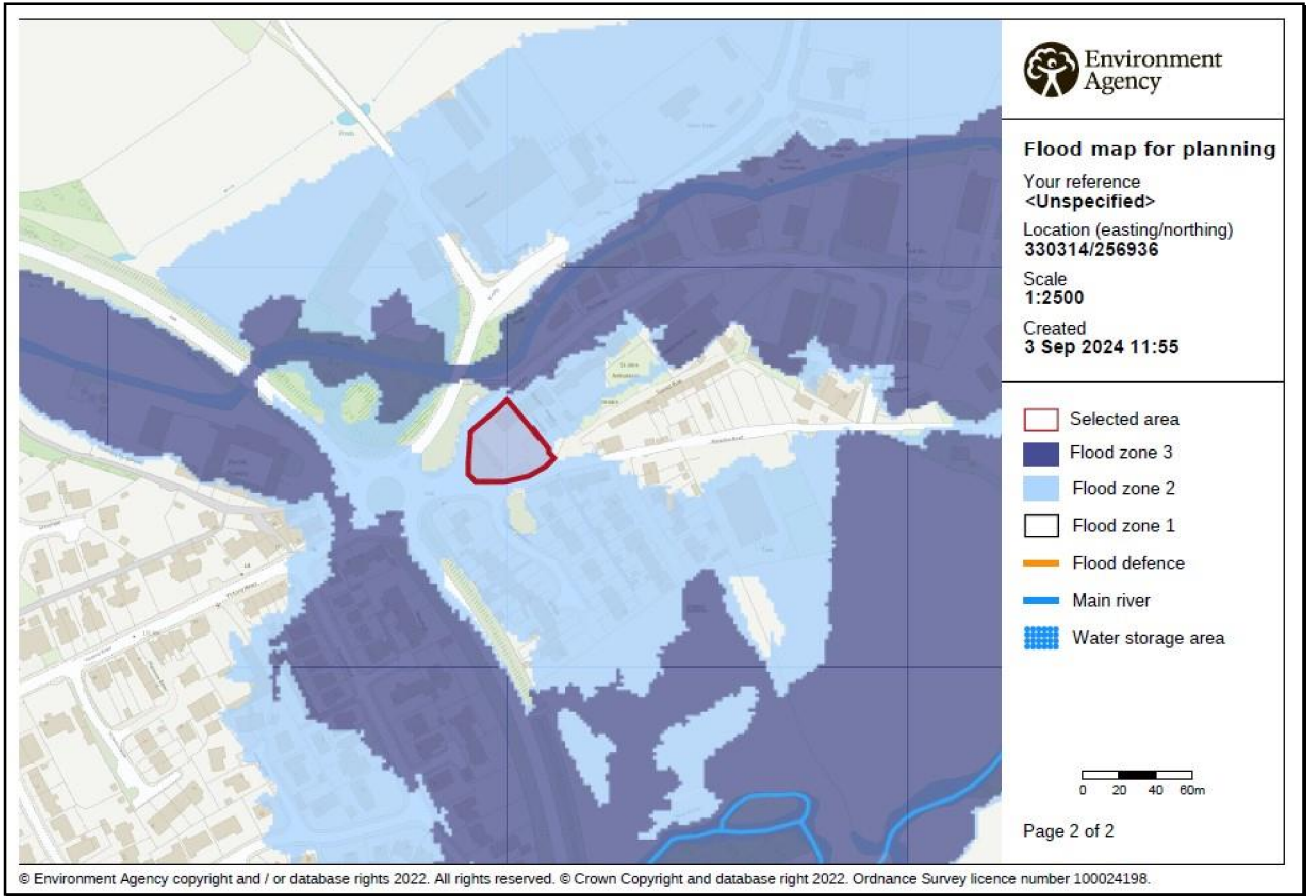 Environment
Agency
Flood map for planning
Your reference
<Unspecified>
Location (easting/northing)
330314/256936
Scale
1:2500
Created
3 Sep 2024 11:55
Selected area
Flood zone 3
Flood zone 2
Flood zone 1
Flood defence
Main river
Water storage area
0 20 40 60m
Page 2 of 2
© Environment Agency copyright and / or database rights 2022. All rights reserved. © Crown Copyright and database right 2022. Ordnance Survey licence number 100024198.